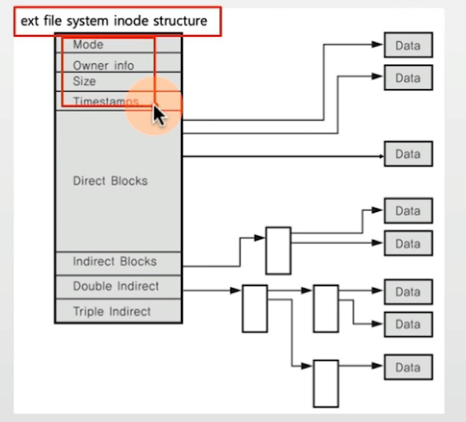 ext file system inode structure
Mode
Owner info
Size
Timestamps
Direct Blocks
Indirect Blocks
Double Indirect
Triple Indirect
Data
Data
Data
Data
Data
Data
Data
Data